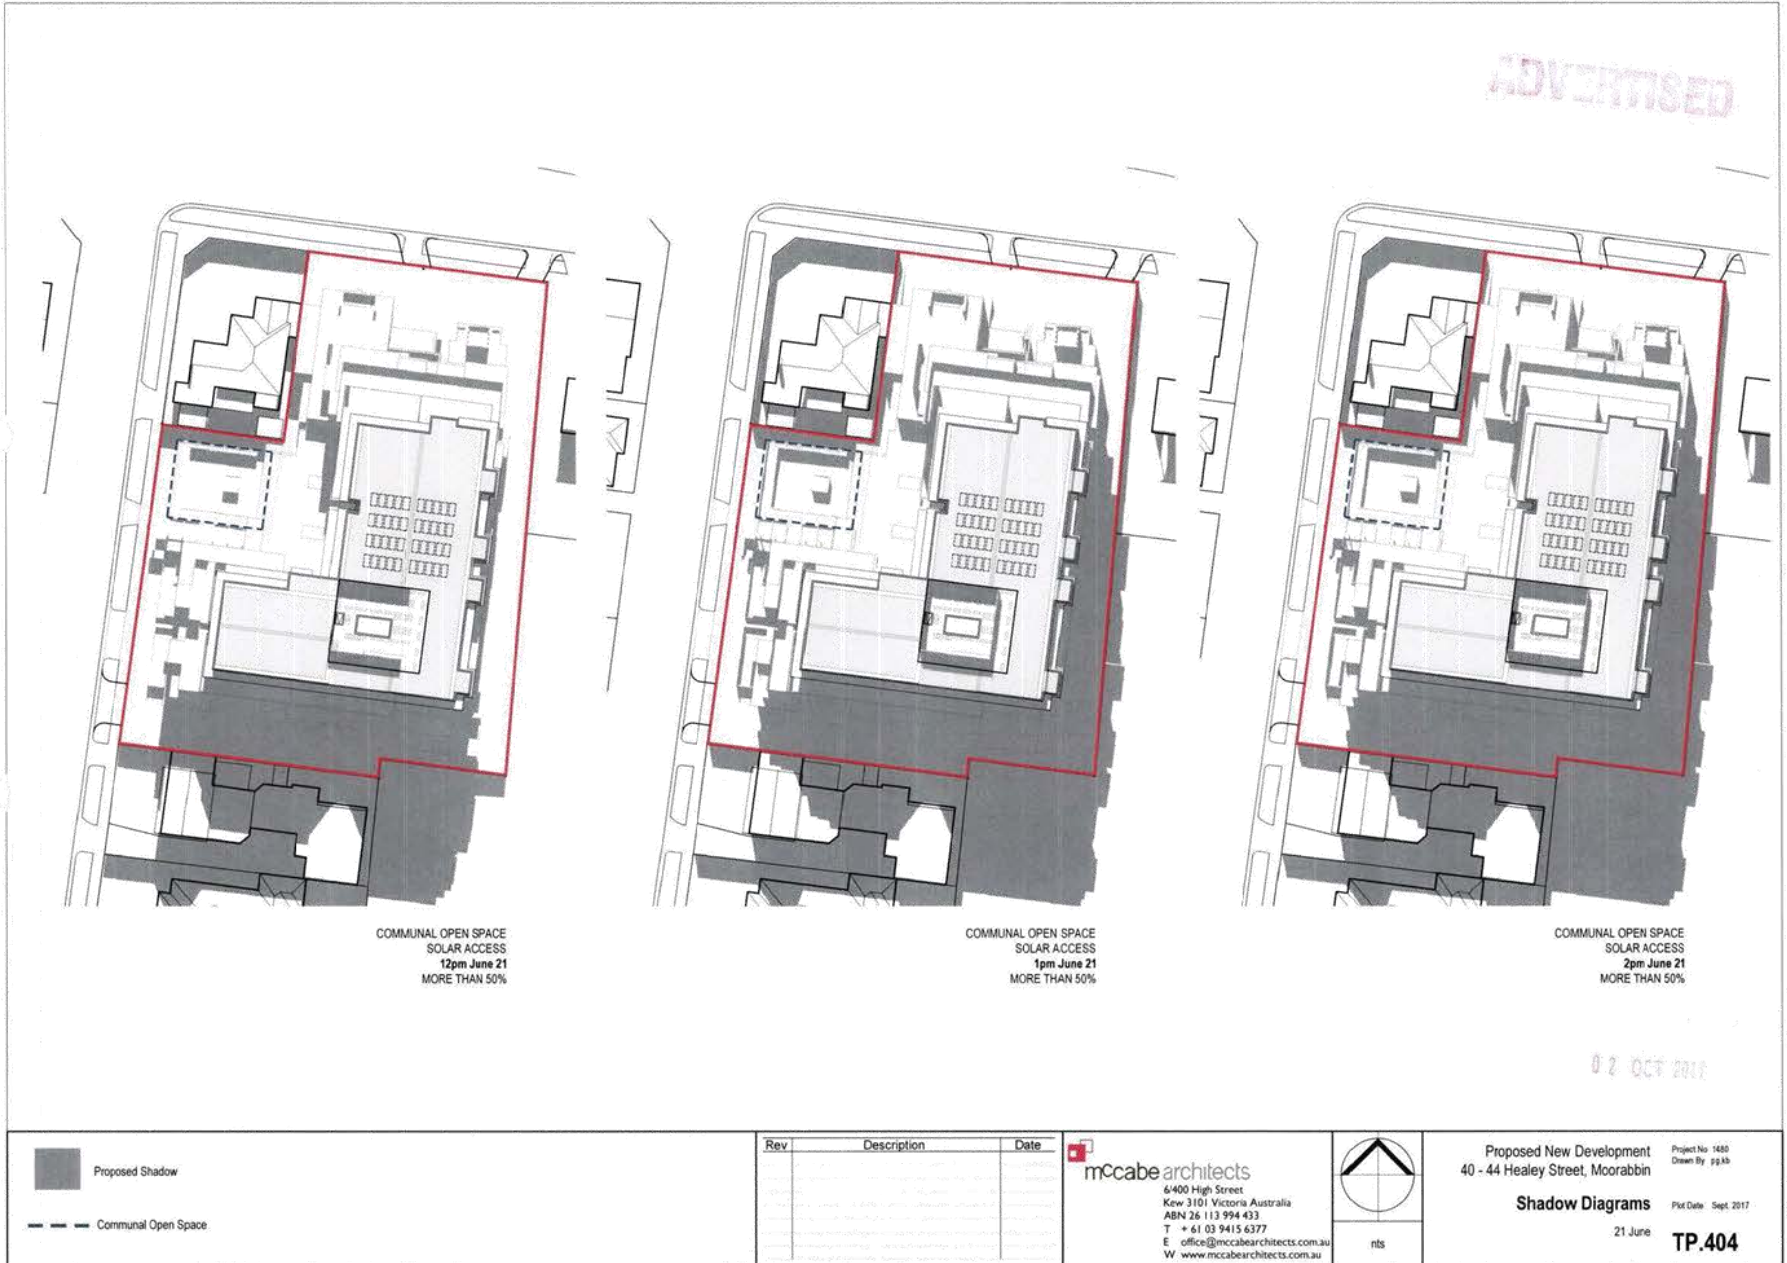 ADVERTISED
COMMUNAL OPEN SPACE
SOLAR ACCESS
12pm June 21
MORE THAN 50%
COMMUNAL OPEN SPACE
SOLAR ACCESS
1pm June 21
MORE THAN 50%
COMMUNAL OPEN SPACE
SOLAR ACCESS
2pm June 21
MORE THAN 50%
02 OCT
Proposed Shadow
Communal Open Space
Rev Description Date
mccabe architects
6/400 High Street
Kew 3101 Victoria Australia
ABN 26 113 994 433
T + 61 03 9415 6377
E office@mccabearchitects.com.au
W www.mccabearchitects.com.au
nts
Proposed New Development
40 - 44 Healey Street, Moorabbin
Shadow Diagrams
21 June
Project No 1480
Drawn By pg,kb
Plot Date Sept. 2017
TP.404